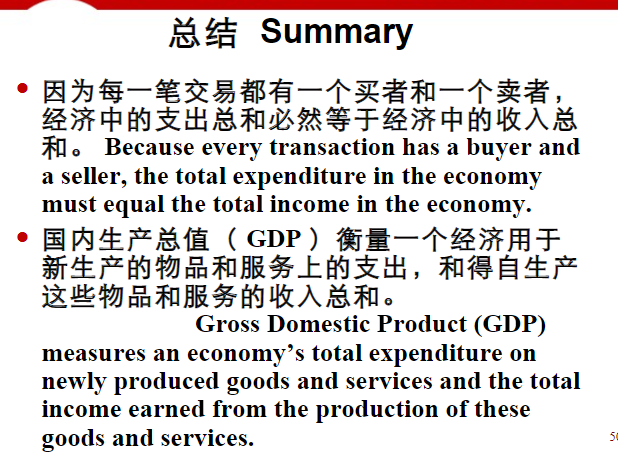 总结 Summary
因为每一笔交易都有一个买者和一个卖者，
经济中的支出总和必然等于经济中的收入总
和。 Because every transaction has a buyer and
a seller, the total expenditure in the economy
must equal the total income in the economy.
国内生产总值（ GDP ）衡量一个经济用于
新生产的物品和服务上的支出，和得自生产
这些物品和服务的收入总和。
Gross Domestic Product (GDP)
measures an economy’s total expenditure on
newly produced goods and services and the total
income earned from the production of these
goods and services.